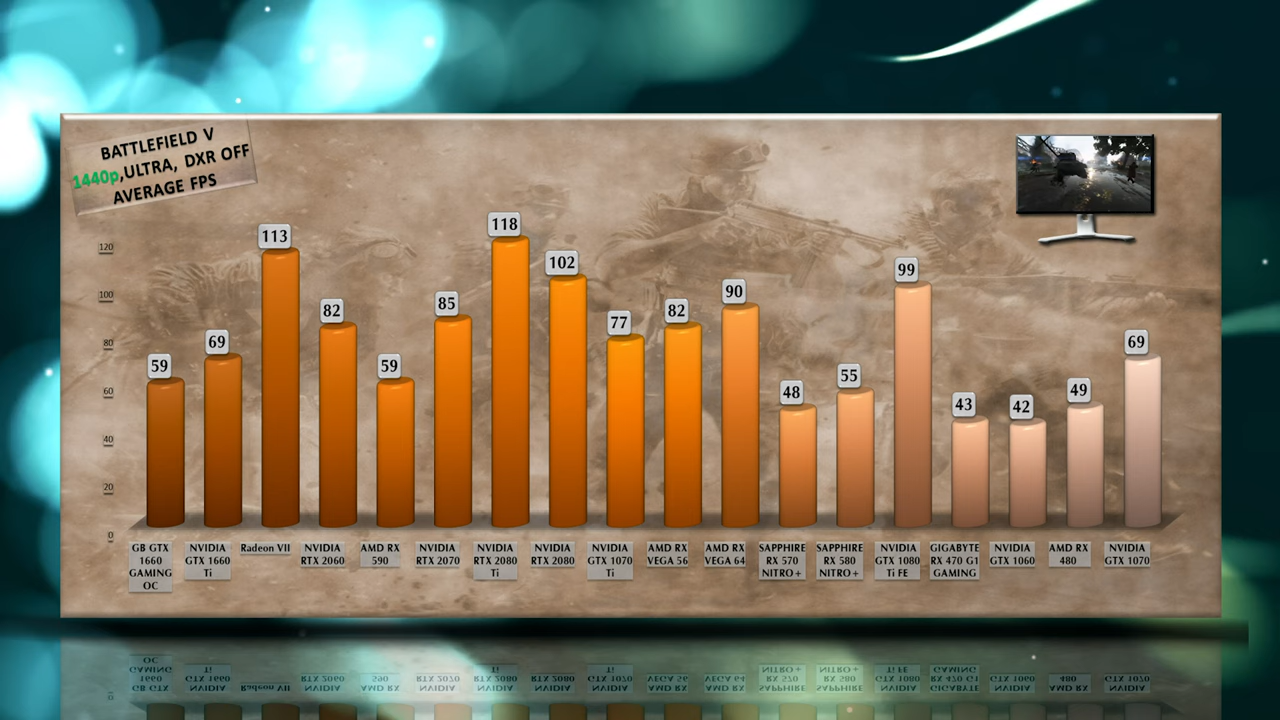 BATTLEFIELD V
1440p,ULTRA, DXR OFF
AVERAGE FPS
120
100
80
60
40
20
0
59
69
113
82
59
85
118
102
77
82
90
48
55
99
43
42
49
69
GB GTX
1660
GAMING
OC
NVIDIA
GTX 1660
Ti
Radeon VII
NVIDIA
RTX 2060
AMD RX
590
NVIDIA
RTX 2070
NVIDIA
RTX 2080
Ti
NVIDIA
RTX 2080
NVIDIA
GTX 1070
Ti
AMD RX
VEGA 56
AMD RX
VEGA 64
SAPPHIRE
RX 570
NITRO+
SAPPHIRE
RX 580
NITRO+
NVIDIA
GTX 1080
Ti FE
GIGABYTE
RX 470 G1
GAMING
NVIDIA
GTX 1060
AMD RX
480
NVIDIA
GTX 1070